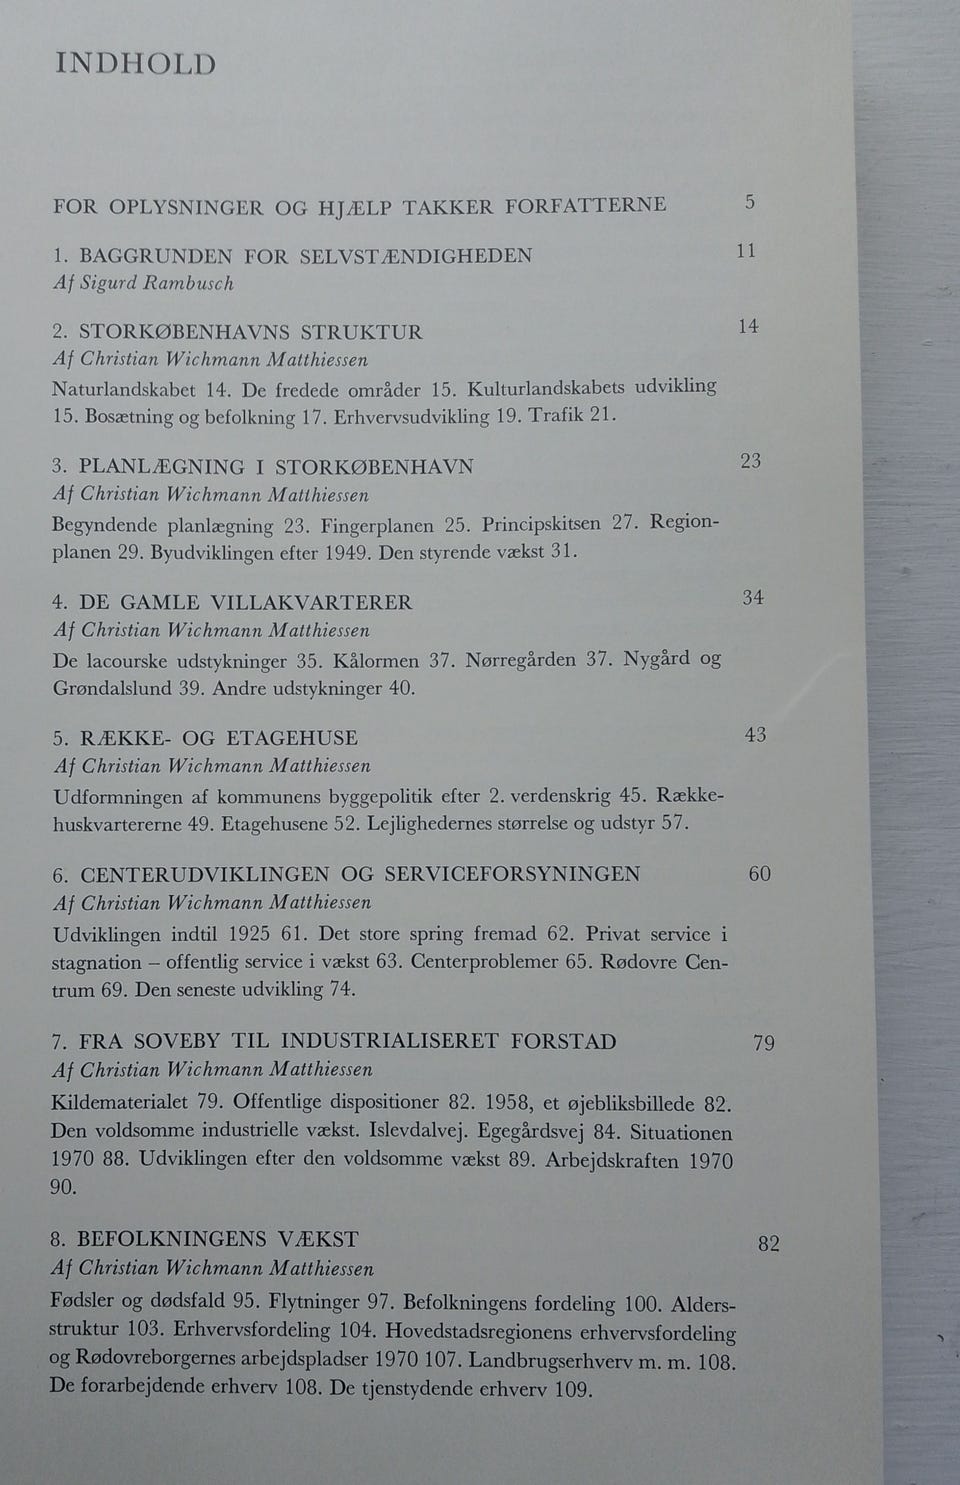 INDHOLD
FOR OPLYSNINGER OG HJÆLP TAKKER FORFATTERNE 5
1. BAGGRUNDEN FOR SELVSTÆNDIGHEDEN 11
Af Sigurd Rambusch
2. STORKØBENHAVNS STRUKTUR 14
Af Christian Wichmann Matthiessen
Naturlandskabet 14. De fredede områder 15. Kulturlandskabets udvikling
15. Bosætning og befolkning 17. Erhvervsudvikling 19. Trafik 21.
3. PLANLÆGNING I STORKØBENHAVN 23
Af Christian Wichmann Matthiessen
Begyndende planlægning 23. Fingerplanen 25. Principskitsen 27. Region-
planen 29. Byudviklingen efter 1949. Den styrende vækst 31.
4. DE GAMLE VILLAKVARTERER 34
Af Christian Wichmann Matthiessen
De lacourske udstykninger 35. Kålormen 37. Nørregården 37. Nygård og
Grøndalslund 39. Andre udstykninger 40.
5. RÆKKE- OG ETAGEHUSE 43
Af Christian Wichmann Matthiessen
Udformningen af kommunens byggepolitik efter 2. verdenskrig 45. Række-
huskvartererne 49. Etagehusene 52. Lejlighedernes størrelse og udstyr 57.
6. CENTERUDVIKLINGEN OG SERVICEFORSYNINGEN 60
Af Christian Wichmann Matthiessen
Udviklingen indtil 1925 61. Det store spring fremad 62. Privat service i
stagnation – offentlig service i vækst 63. Centerproblemer 65. Rødovre Cen-
trum 69. Den seneste udvikling 74.
7. FRA SOVEBY TIL INDUSTRIALISERET FORSTAD 79
Af Christian Wichmann Matthiessen
Kildematerialet 79. Offentlige dispositioner 82. 1958, et øjebliksbillede 82.
Den voldsomme industrielle vækst. Islevdalvej. Egegårdsvej 84. Situationen
1970 88. Udviklingen efter den voldsomme vækst 89. Arbejdskraften 1970
90.
8. BEFOLKNINGENS VÆKST 82
Af Christian Wichmann Matthiessen
Fødsler og dødsfald 95. Flytninger 97. Befolkningens fordeling 100. Alders-
struktur 103. Erhvervsfordeling 104. Hovedstadsregionens erhvervsfordeling
og Rødovreborgernes arbejdspladser 1970 107. Landbrugserhverv m. m. 108.
De forarbejdende erhverv 108. De tjenstydende erhverv 109.